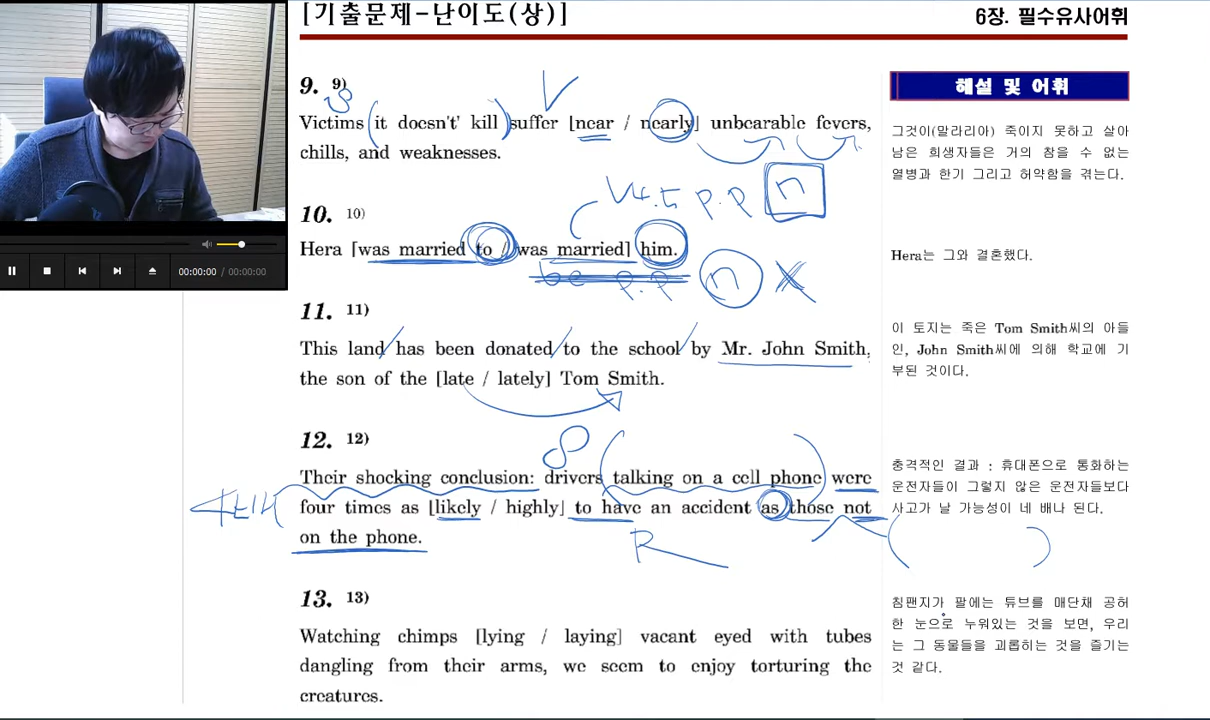 [기출문제-난이도(상)]
6장. 필수유사어휘
9. 9)
S
V
Victims (it doesn't' kill) suffer [near / nearly] unbearable fevers,
chills, and weaknesses.
해설 및 어휘
그것이(말라리아) 죽이지 못하고 살아
남은 희생자들은 거의 참을 수 없는
열병과 한기 그리고 허약함을 겪는다.
10. 10)
p.p n
Hera [was married to / was married] him.
be p.p n X
Hera는 그와 결혼했다.
00:00:00 / 00:00:00
11. 11)
This land / has been donated / to the school / by Mr. John Smith,
the son of the [late / lately] Tom Smith.
이 토지는 죽은 Tom Smith씨의 아들
인, John Smith씨에 의해 학교에 기
부된 것이다.
12. 12)
S
Their shocking conclusion: drivers (talking on a cell phone) were
four times as [likely / highly] to have an accident as those not
on the phone.
R
( )
충격적인 결과 : 휴대폰으로 통화하는
운전자들이 그렇지 않은 운전자들보다
사고가 날 가능성이 네 배나 된다.
13. 13)
Watching chimps [lying / laying] vacant eyed with tubes
dangling from their arms, we seem to enjoy torturing the
creatures.
침팬지가 팔에는 튜브를 매단채 공허
한 눈으로 누워있는 것을 보면, 우리
는 그 동물들을 괴롭히는 것을 즐기는
것 같다.